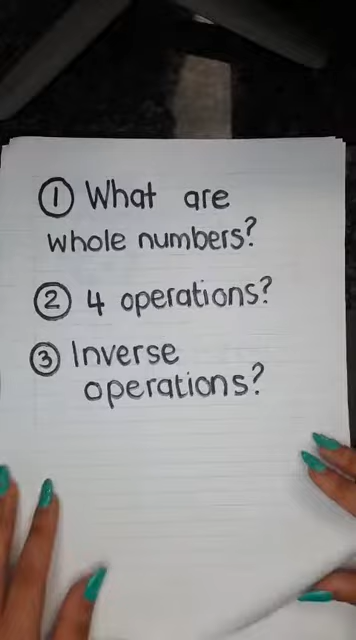 ① What are
whole numbers?
② 4 operations?
③ Inverse
operations?